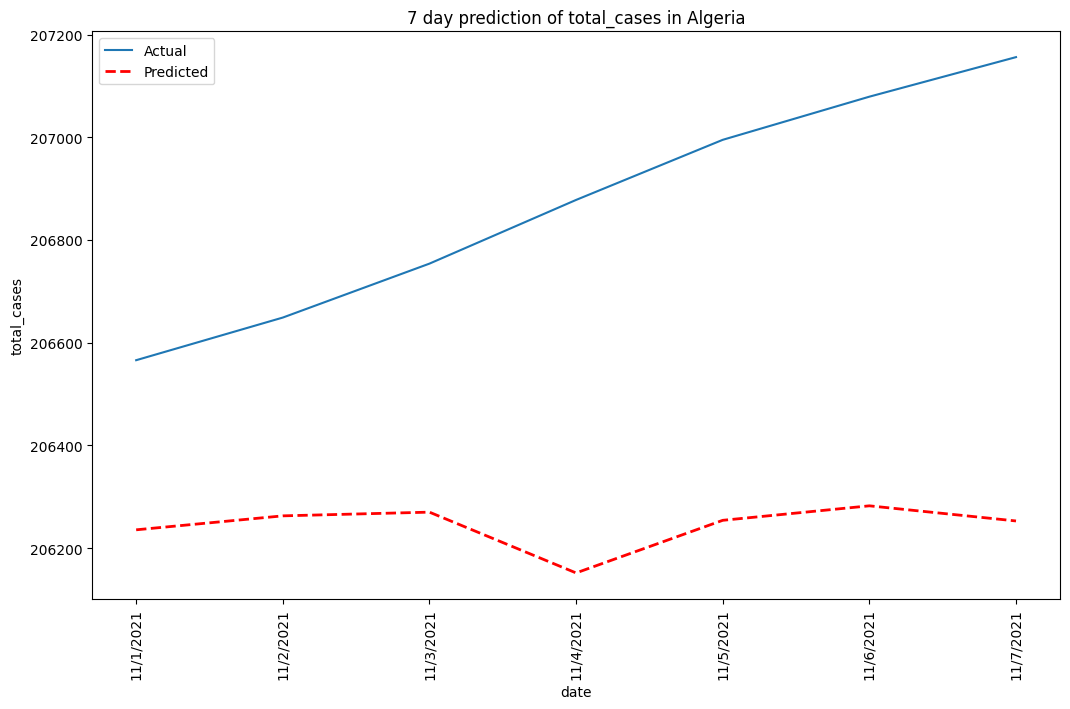 7 day prediction of total_cases in Algeria
Actual
Predicted
207200
207000
206800
206600
206400
206200
total_cases
11/1/2021
11/2/2021
11/3/2021
11/4/2021
11/5/2021
11/6/2021
11/7/2021
date